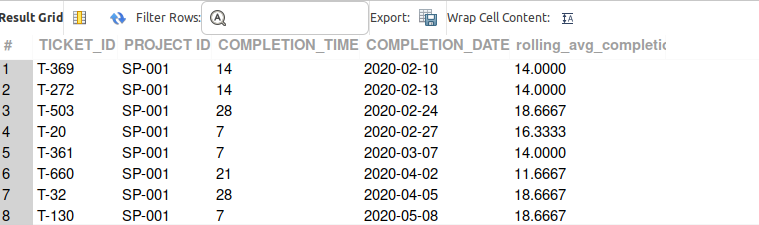 Result Grid Filter Rows: Export: Wrap Cell Content: IA
# TICKET_ID PROJECT ID COMPLETION_TIME COMPLETION_DATE rolling_avg_completic
1 T-369 SP-001 14 2020-02-10 14.0000
2 T-272 SP-001 14 2020-02-13 14.0000
3 T-503 SP-001 28 2020-02-24 18.6667
4 T-20 SP-001 7 2020-02-27 16.3333
5 T-361 SP-001 7 2020-03-07 14.0000
6 T-660 SP-001 21 2020-04-02 11.6667
7 T-32 SP-001 28 2020-04-05 18.6667
8 T-130 SP-001 7 2020-05-08 18.6667